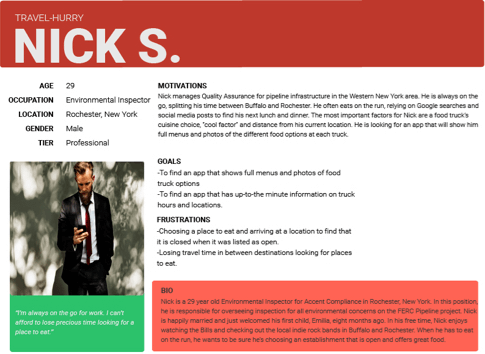 TRAVEL-HURRY
NICK S.
AGE 29
OCCUPATION Environmental Inspector
LOCATION Rochester, New York
GENDER Male
TIER Professional
MOTIVATIONS
Nick manages Quality Assurance for pipeline infrastructure in the Western New York area. He is always on the
go, splitting his time between Buffalo and Rochester. He often eats on the run, relying on Google searches and
social media posts to find his next lunch and dinner. The most important factors for Nick are a food truck's
cuisine choice, "cool factor" and distance from his current location. He is looking for an app that will show him
full menus and photos of the different food options at each truck.
GOALS
-To find an app that shows full menus and photos of food
truck options
-To find an app that has up-to-the minute information on truck
hours and locations.
FRUSTRATIONS
-Choosing a place to eat and arriving at a location to find that
it is closed when it was listed as open.
-Losing travel time in between destinations looking for places
to eat.
"I'm always on the go for work. I can't
afford to lose precious time looking for a
place to eat."
BIO
Nick is a 29 year old Environmental Inspector for Accent Compliance in Rochester, New York. In this position,
he is responsible for overseeing inspection for all environmental concerns on the FERC Pipeline project. Nick
is happily married and just welcomed his first child, Emilia, eight months ago. In his free time, Nick enjoys
watching the Bills and checking out the local indie rock bands in Buffalo and Rochester. When he has to eat
on the run, he wants to be sure he's choosing an establishment that is open and offers great food.